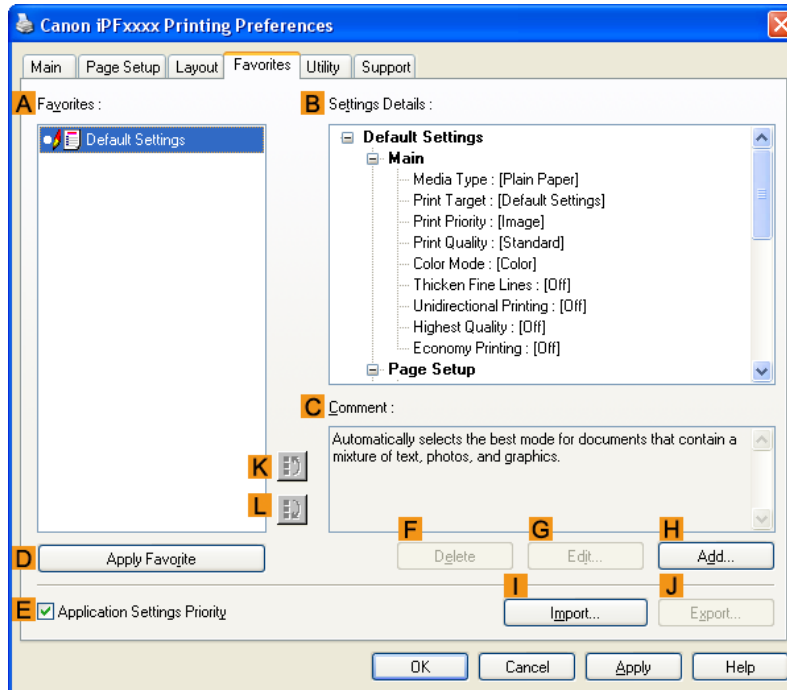 Canon iPFxxxx Printing Preferences
Main Page Setup Layout Favorites Utility Support
A Favorites :
Default Settings
B Settings Details :
Default Settings
Main
Media Type : [Plain Paper]
Print Target : [Default Settings]
Print Priority : [Image]
Print Quality : [Standard]
Color Mode : [Color]
Thicken Fine Lines : [Off]
Unidirectional Printing : [Off]
Highest Quality : [Off]
Economy Printing : [Off]
Page Setup
C Comment :
Automatically selects the best mode for documents that contain a
mixture of text, photos, and graphics.
K
L
D Apply Favorite
F Delete
G Edit...
H Add...
E Application Settings Priority
I Import...
J Export...
OK Cancel Apply Help